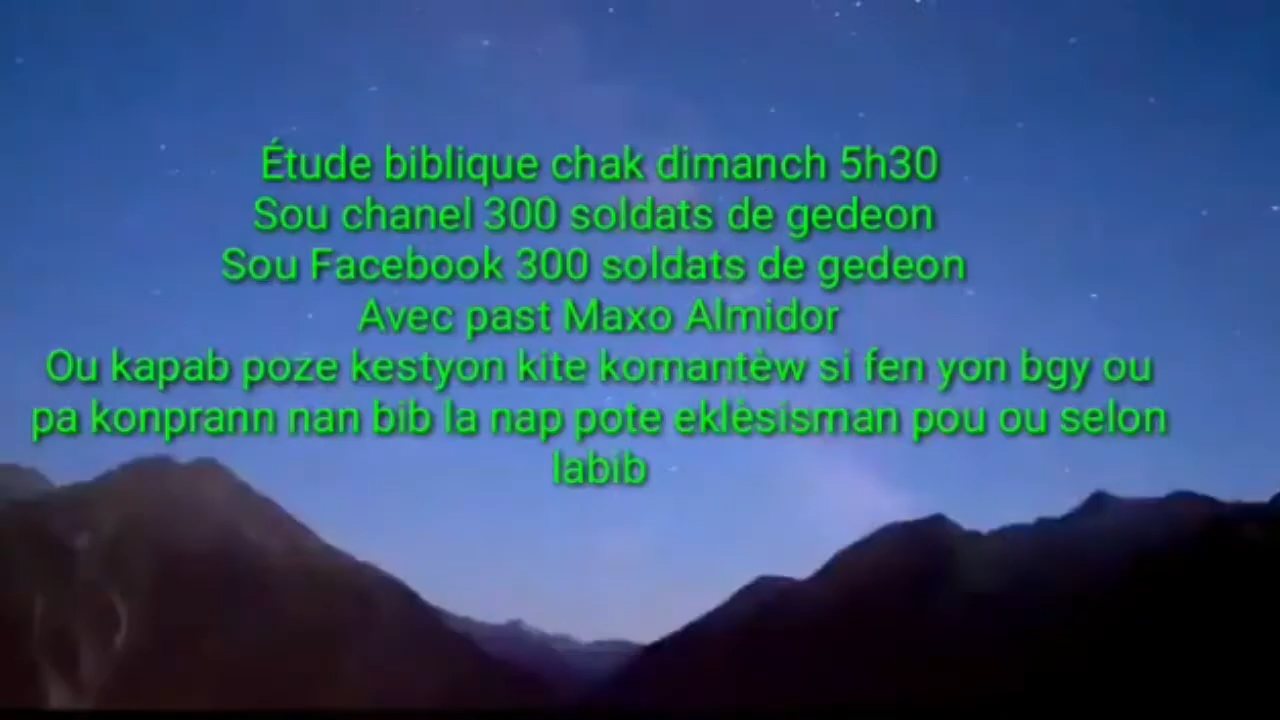 Étude biblique chak dimanch 5h30
Sou chanel 300 soldats de gedeon
Sou Facebook 300 soldats de gedeon
Avec past Maxo Almidor
Ou kapab poze kestyon kite komantèw si fen yon bgy ou
pa konprann nan bib la nap pote eklèsisman pou ou selon
labib